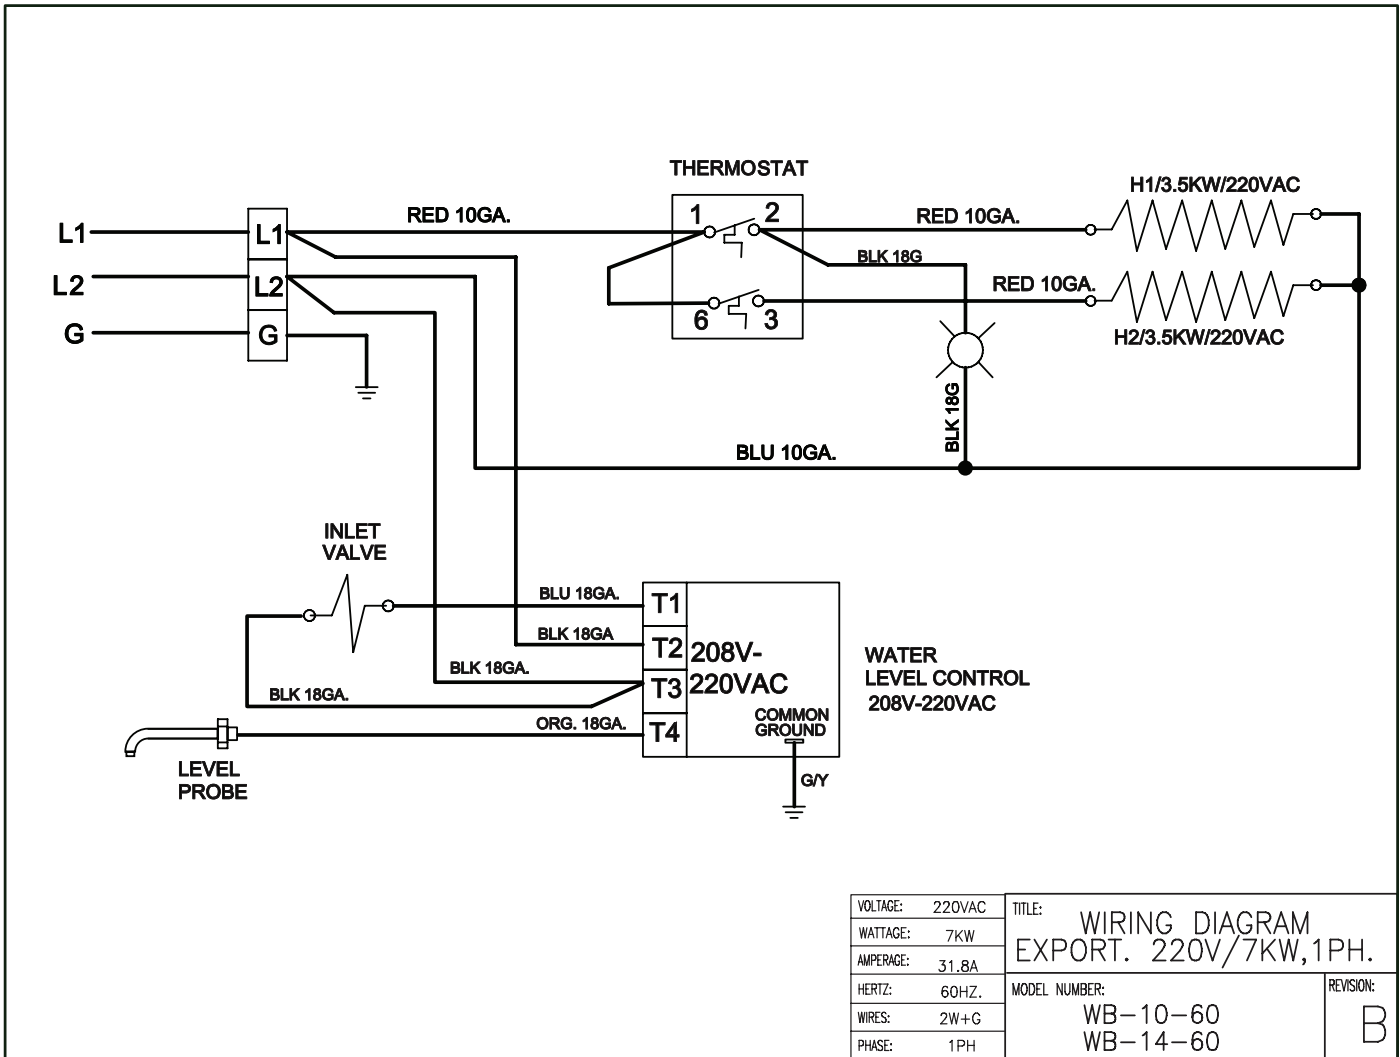 THERMOSTAT
H1/3.5KW/220VAC
L1
L1
RED 10GA.
1
2
RED 10GA.
BLK 18G
L2
L2
RED 10GA.
G
G
6
3
H2/3.5KW/220VAC
BLK 18G
BLU 10GA.
INLET
VALVE
BLU 18GA.
T1
BLK 18GA
T2
208V-
220VAC
BLK 18GA.
T3
BLK 18GA.
WATER
LEVEL CONTROL
208V-220VAC
ORG. 18GA.
T4
COMMON
GROUND
G/Y
LEVEL
PROBE
VOLTAGE: 220VAC
WATTAGE: 7KW
AMPERAGE: 31.8A
HERTZ: 60HZ.
WIRES: 2W+G
PHASE: 1PH
TITLE:
WIRING DIAGRAM
EXPORT. 220V/7KW,1PH.
MODEL NUMBER:
WB-10-60
WB-14-60
REVISION:
B